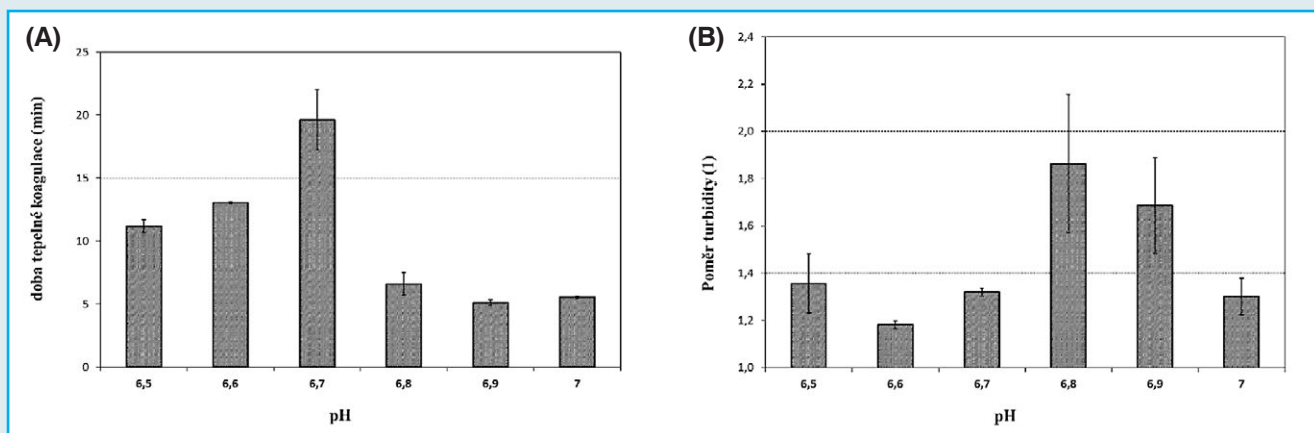 (A)
doba tepelné koagulace (min)
25
20
15
10
5
0
6,5 6,6 6,7 6,8 6,9 7
pH
(B)
Poměr turbidity (1)
2,4
2,2
2,0
1,8
1,6
1,4
1,2
1,0
6,5 6,6 6,7 6,8 6,9 7
pH